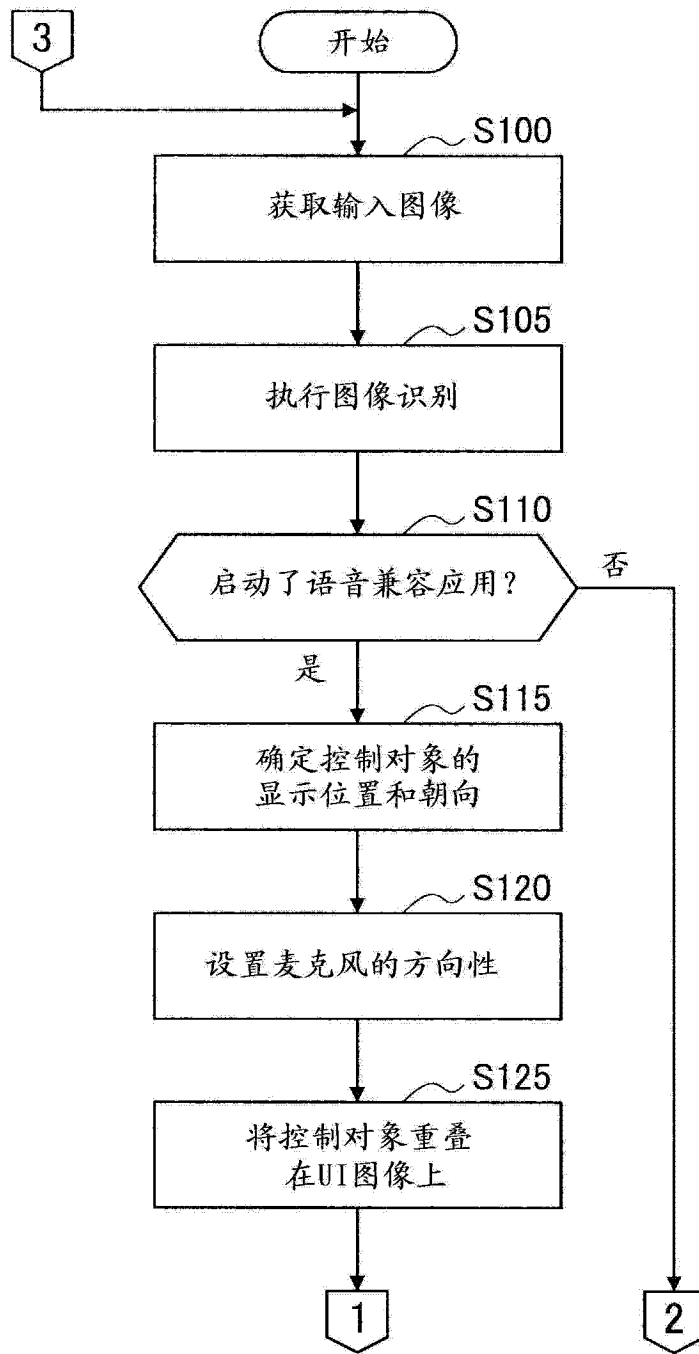 3
开始
S100
获取输入图像
S105
执行图像识别
S110
启动了语音兼容应用?
否
是
S115
确定控制对象的
显示位置和朝向
S120
设置麦克风的方向性
S125
将控制对象重叠
在UI图像上
1
2